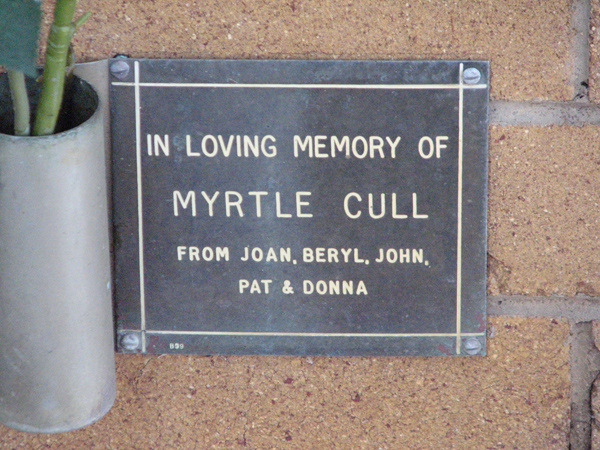 IN LOVING MEMORY OF
MYRTLE CULL
FROM JOAN, BERYL, JOHN,
PAT & DONNA
899